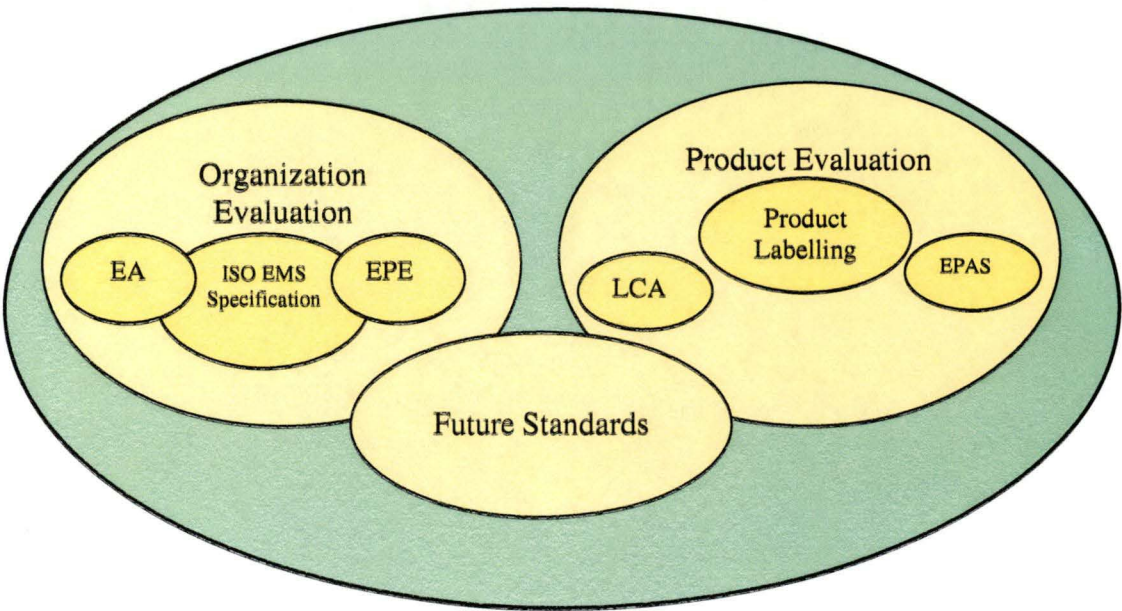 Organization
Evaluation
EA
ISO EMS
Specification
EPE
Product Evaluation
Product
Labelling
LCA
EPAS
Future Standards